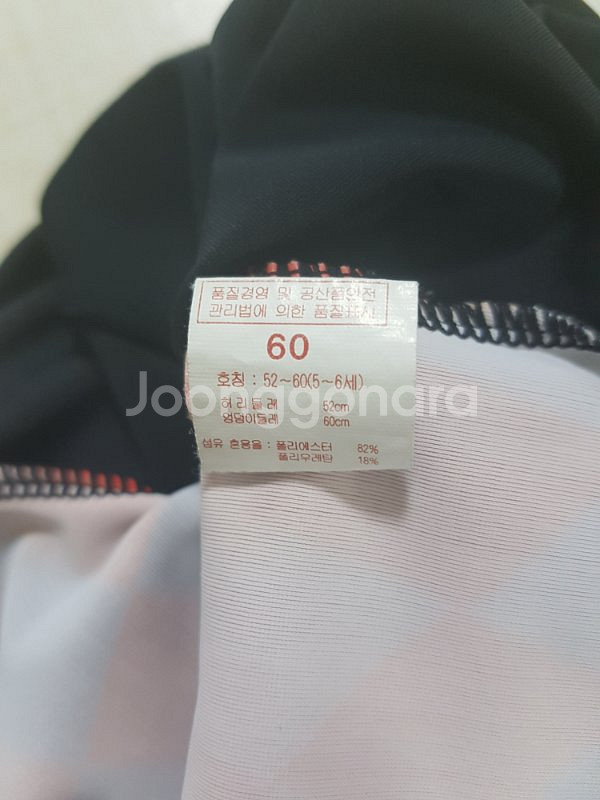 품질경영 및 공산품안전
관리법에 의한 품질표시
60
호칭 : 52~60(5~6세)
허리둘레 52cm
엉덩이둘레 60cm
섬유 혼용율 : 폴리에스터 82%
폴리우레탄 18%
Joonggonara